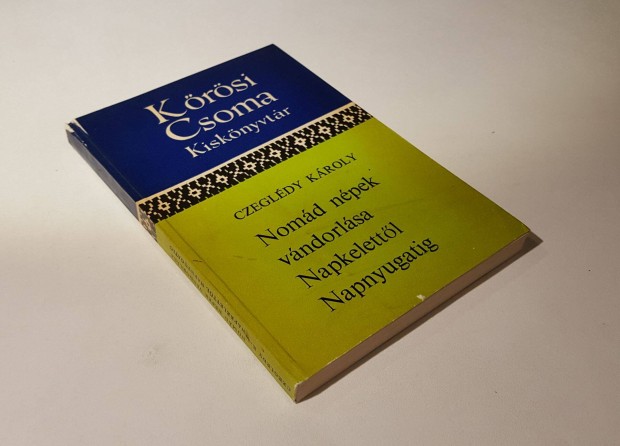 Kőrösi
Csoma
Kiskönyvtár
CZEGLÉDY KÁROLY
Nomád népek
vándorlása
Napkelettől
Napnyugatig